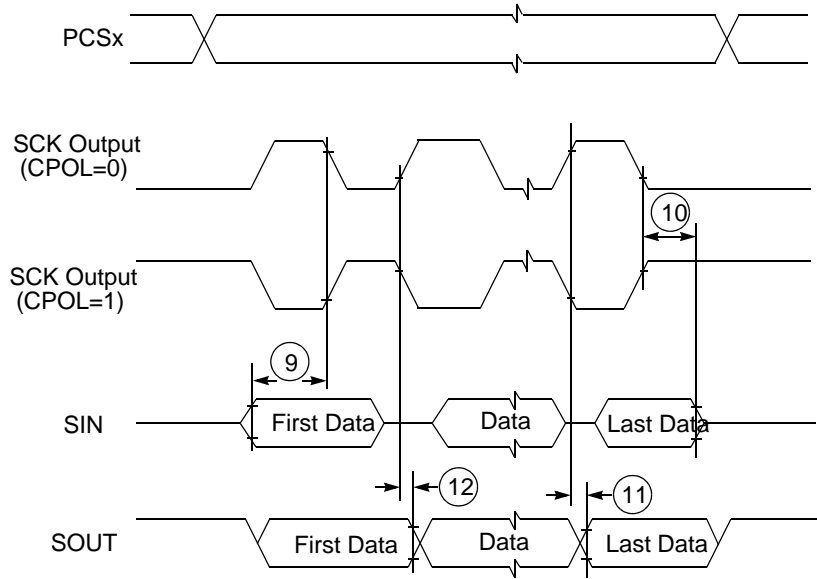 PCSx
SCK Output
(CPOL=0)
10
SCK Output
(CPOL=1)
9
SIN
First Data
Data
Last Data
12
11
SOUT
First Data
Data
Last Data